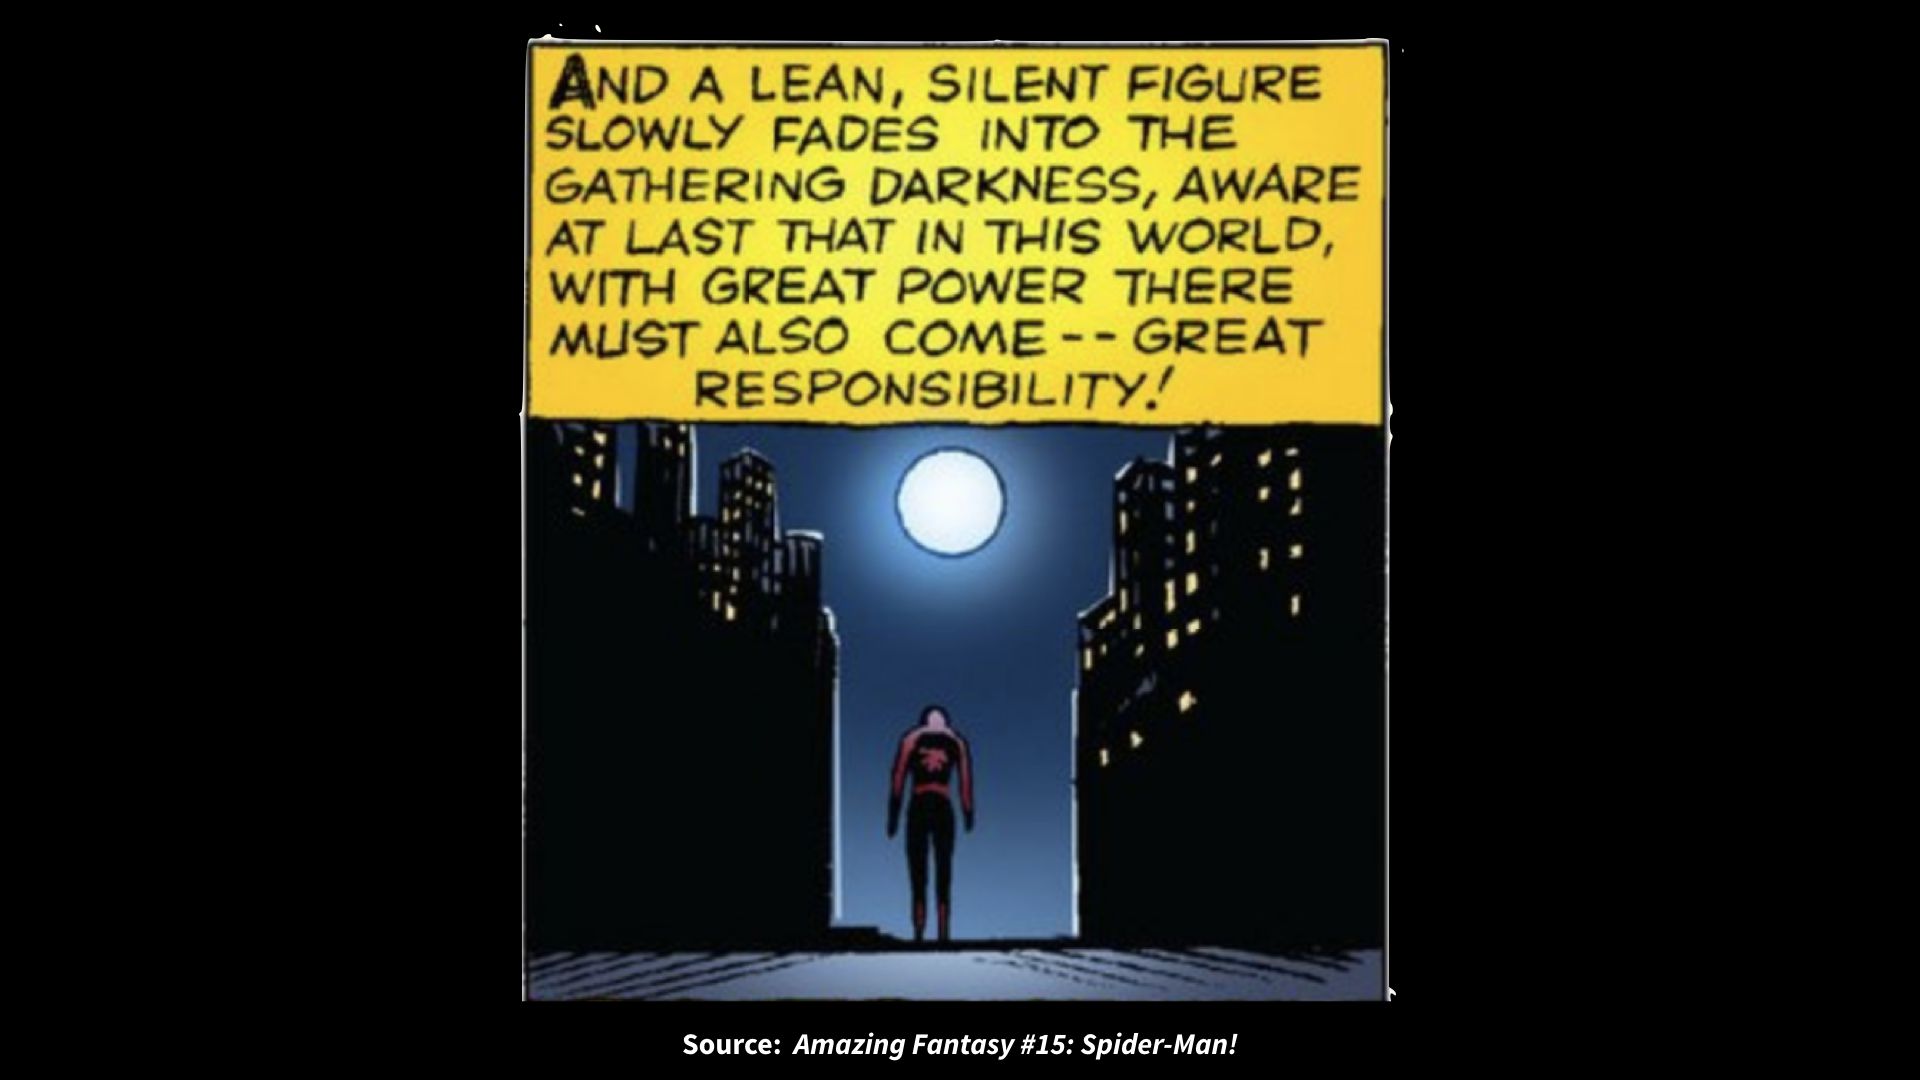 AND A LEAN, SILENT FIGURE
SLOWLY FADES INTO THE
GATHERING DARKNESS, AWARE
AT LAST THAT IN THIS WORLD,
WITH GREAT POWER THERE
MUST ALSO COME -- GREAT
RESPONSIBILITY!
Source: Amazing Fantasy #15: Spider-Man!